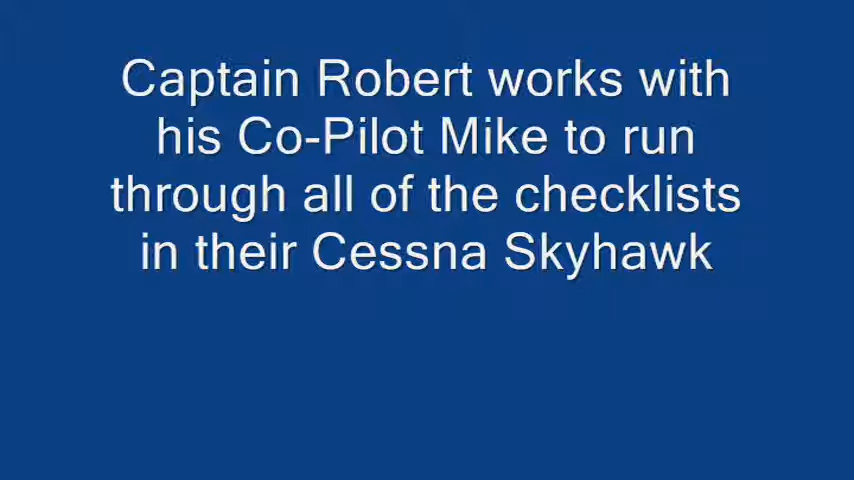 Captain Robert works with
his Co-Pilot Mike to run
through all of the checklists
in their Cessna Skyhawk